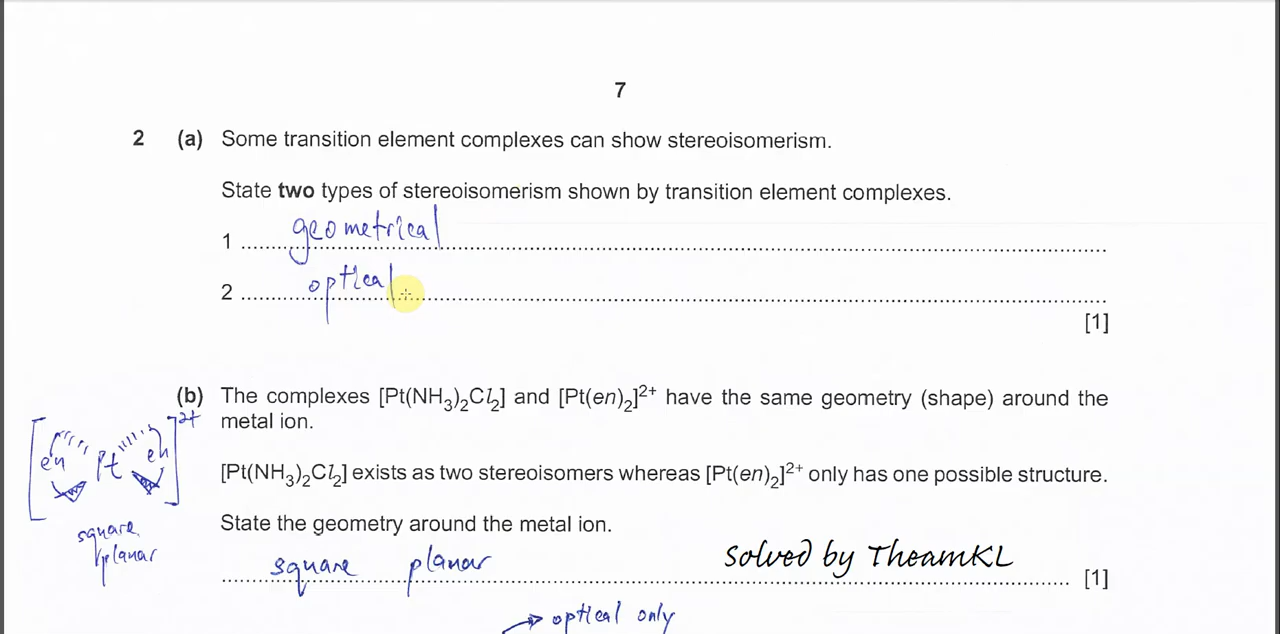 7
2 (a) Some transition element complexes can show stereoisomerism.
State two types of stereoisomerism shown by transition element complexes.
1 geometrical
2 optical
[1]
(b) The complexes [Pt(NH₃)₂Cl₂] and [Pt(en)₂]²⁺ have the same geometry (shape) around the
metal ion.
[en Pt en]²⁺
[Pt(NH₃)₂Cl₂] exists as two stereoisomers whereas [Pt(en)₂]²⁺ only has one possible structure.
State the geometry around the metal ion.
square
planar
square planar
Solved by TheamKL
[1]
→ optical only